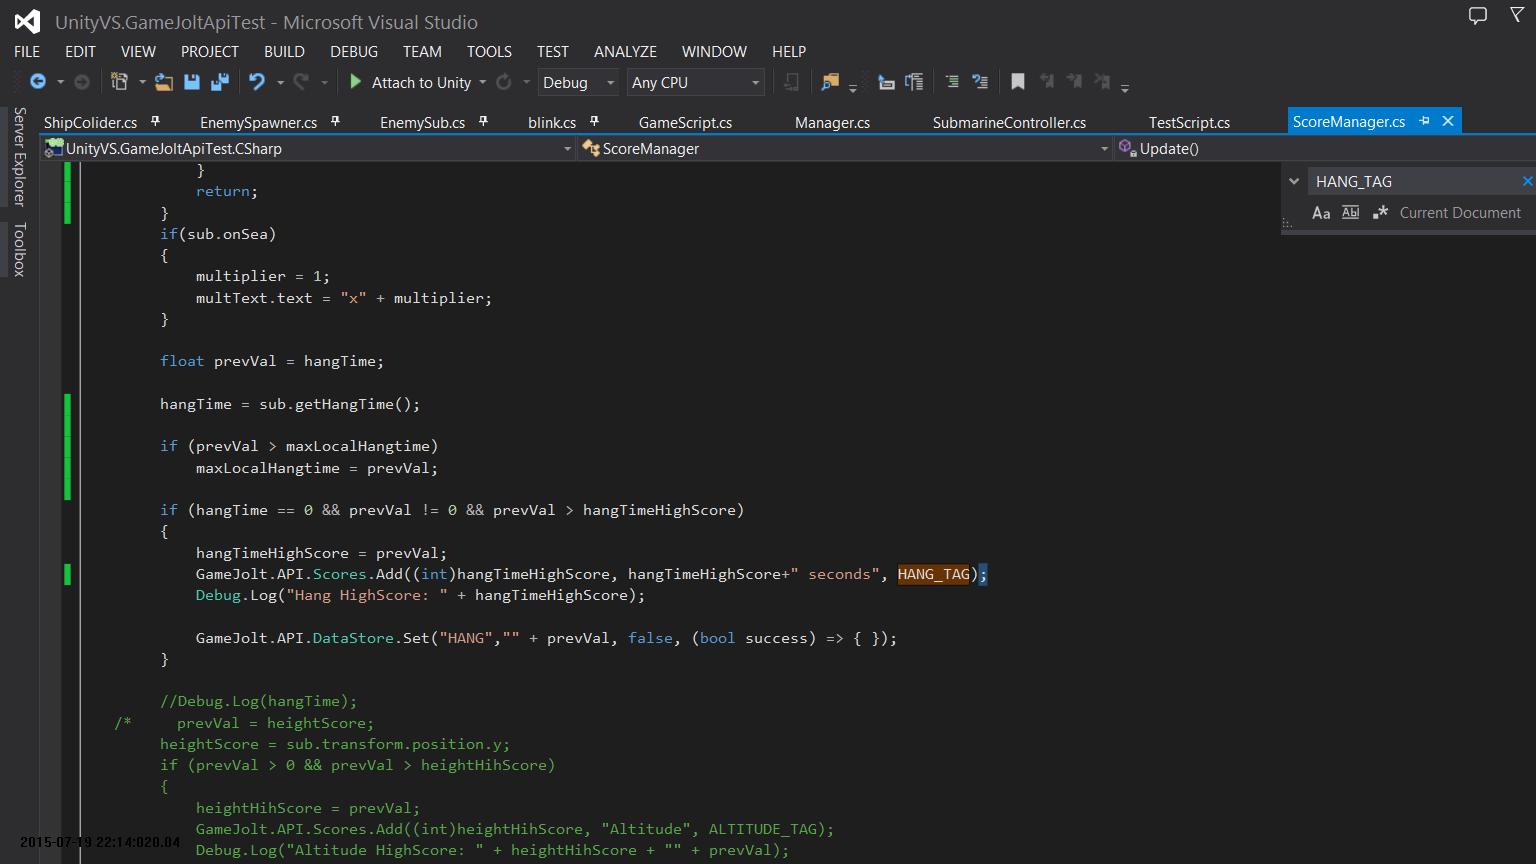 UnityVS.GameJoltApiTest - Microsoft Visual Studio
FILE EDIT VIEW PROJECT BUILD DEBUG TEAM TOOLS TEST ANALYZE WINDOW HELP
Attach to Unity Debug Any CPU
Server Explorer
Toolbox
ShipColider.cs EnemySpawner.cs EnemySub.cs blink.cs GameScript.cs Manager.cs SubmarineController.cs TestScript.cs ScoreManager.cs
UnityVS.GameJoltApiTest.CSharp ScoreManager Update()
HANG_TAG
Aa Abl .* Current Document
}
return;
}
if(sub.onSea)
{
multiplier = 1;
multText.text = "x" + multiplier;
}
float prevVal = hangTime;
hangTime = sub.getHangTime();
if (prevVal > maxLocalHangtime)
maxLocalHangtime = prevVal;
if (hangTime == 0 && prevVal != 0 && prevVal > hangTimeHighScore)
{
hangTimeHighScore = prevVal;
GameJolt.API.Scores.Add((int)hangTimeHighScore, hangTimeHighScore+" seconds", HANG_TAG);
Debug.Log("Hang HighScore: " + hangTimeHighScore);
GameJolt.API.DataStore.Set("HANG","" + prevVal, false, (bool success) => { });
}
//Debug.Log(hangTime);
/* prevVal = heightScore;
heightScore = sub.transform.position.y;
if (prevVal > 0 && prevVal > heightHihScore)
{
heightHihScore = prevVal;
GameJolt.API.Scores.Add((int)heightHihScore, "Altitude", ALTITUDE_TAG);
Debug.Log("Altitude HighScore: " + heightHihScore + "" + prevVal);
2015-07-19 22:14:020.04